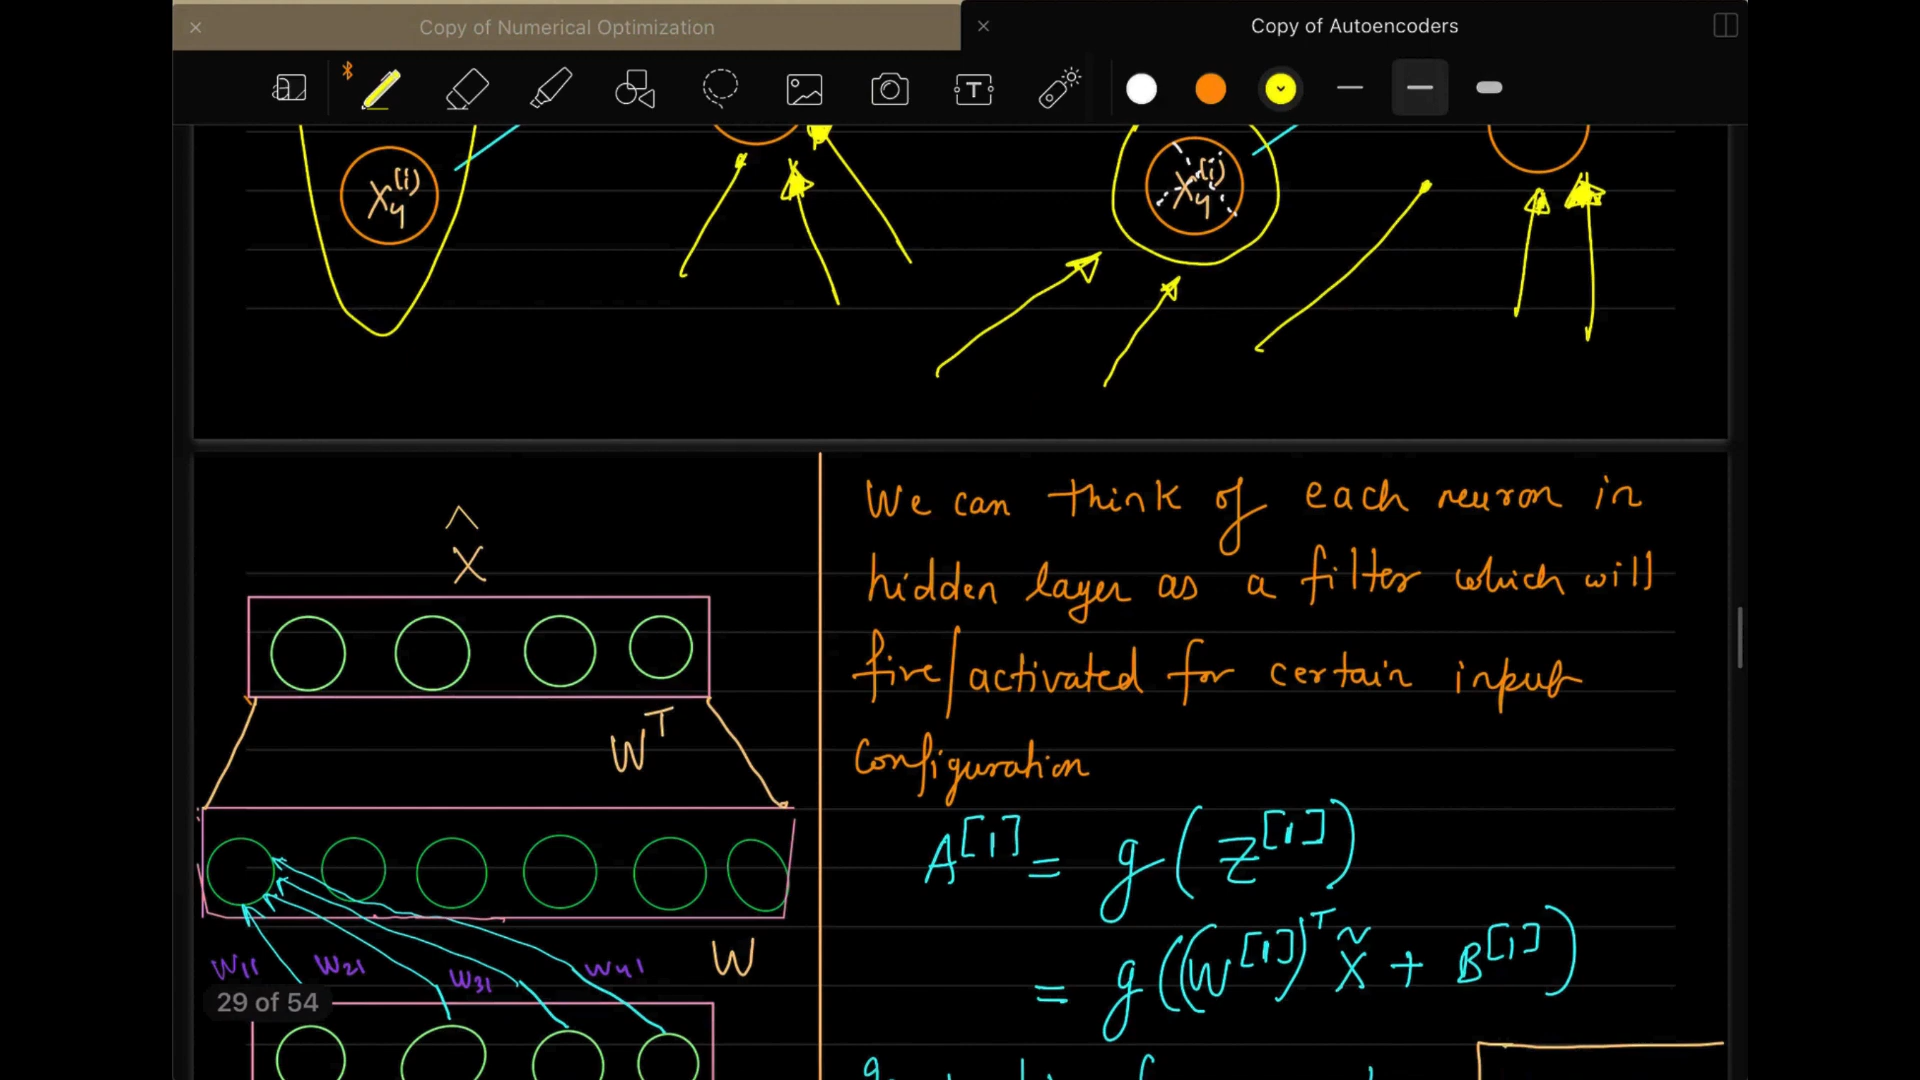 Copy of Numerical Optimization
Copy of Autoencoders
X4^(i)
X4^(i)
X̂
W^T
W
W11 W21 W31 W41
29 of 54
We can think of each neuron in
hidden layer as a filter which will
fire/activated for certain input
configuration
A^[1] = g(Z^[1])
= g((W^[1])^T X̃ + B^[1])